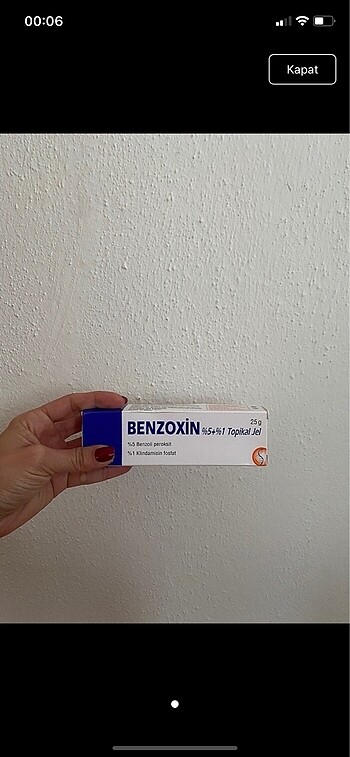 00:06
Kapat
25 g
BENZOXİN %5+%1 Topikal Jel
%5 Benzoil peroksit
%1 Klindamisin fosfat